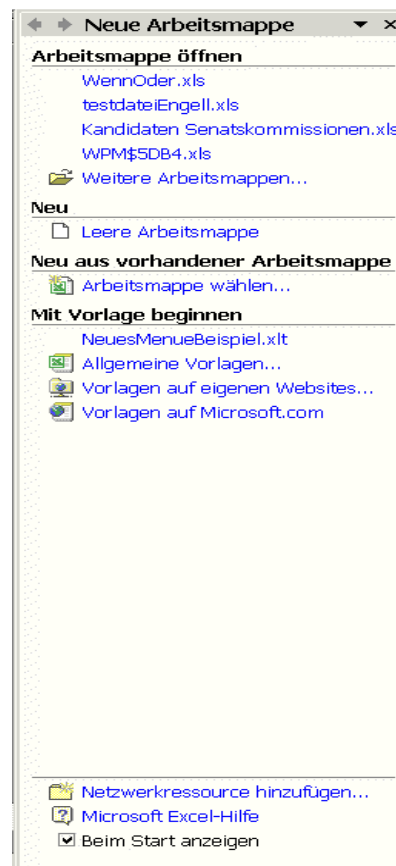 Neue Arbeitsmappe
Arbeitsmappe öffnen
WennOder.xls
testdateiEngell.xls
Kandidaten Senatskommissionen.xls
WPM$5DB4.xls
Weitere Arbeitsmappen...
Neu
Leere Arbeitsmappe
Neu aus vorhandener Arbeitsmappe
Arbeitsmappe wählen...
Mit Vorlage beginnen
NeuesMenueBeispiel.xlt
Allgemeine Vorlagen...
Vorlagen auf eigenen Websites...
Vorlagen auf Microsoft.com
Netzwerkressource hinzufügen...
Microsoft Excel-Hilfe
Beim Start anzeigen